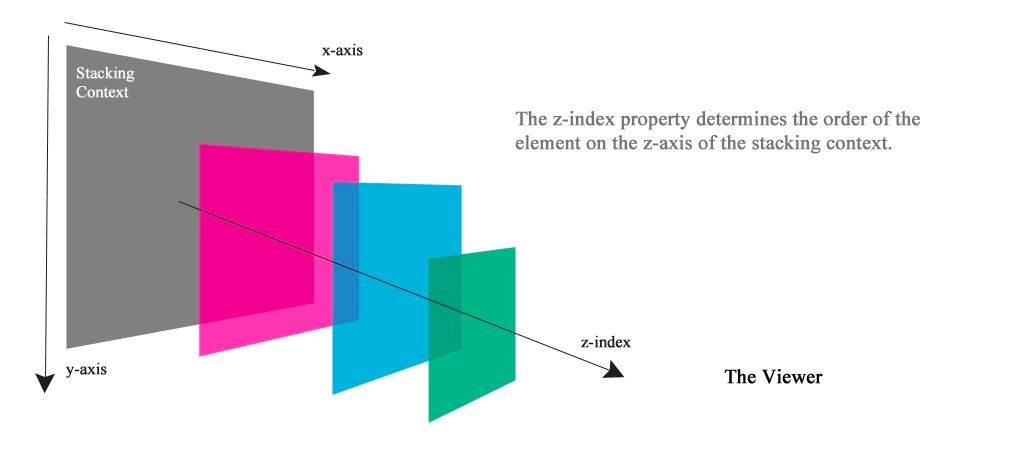 x-axis
Stacking
Context
The z-index property determines the order of the
element on the z-axis of the stacking context.
z-index
y-axis
The Viewer